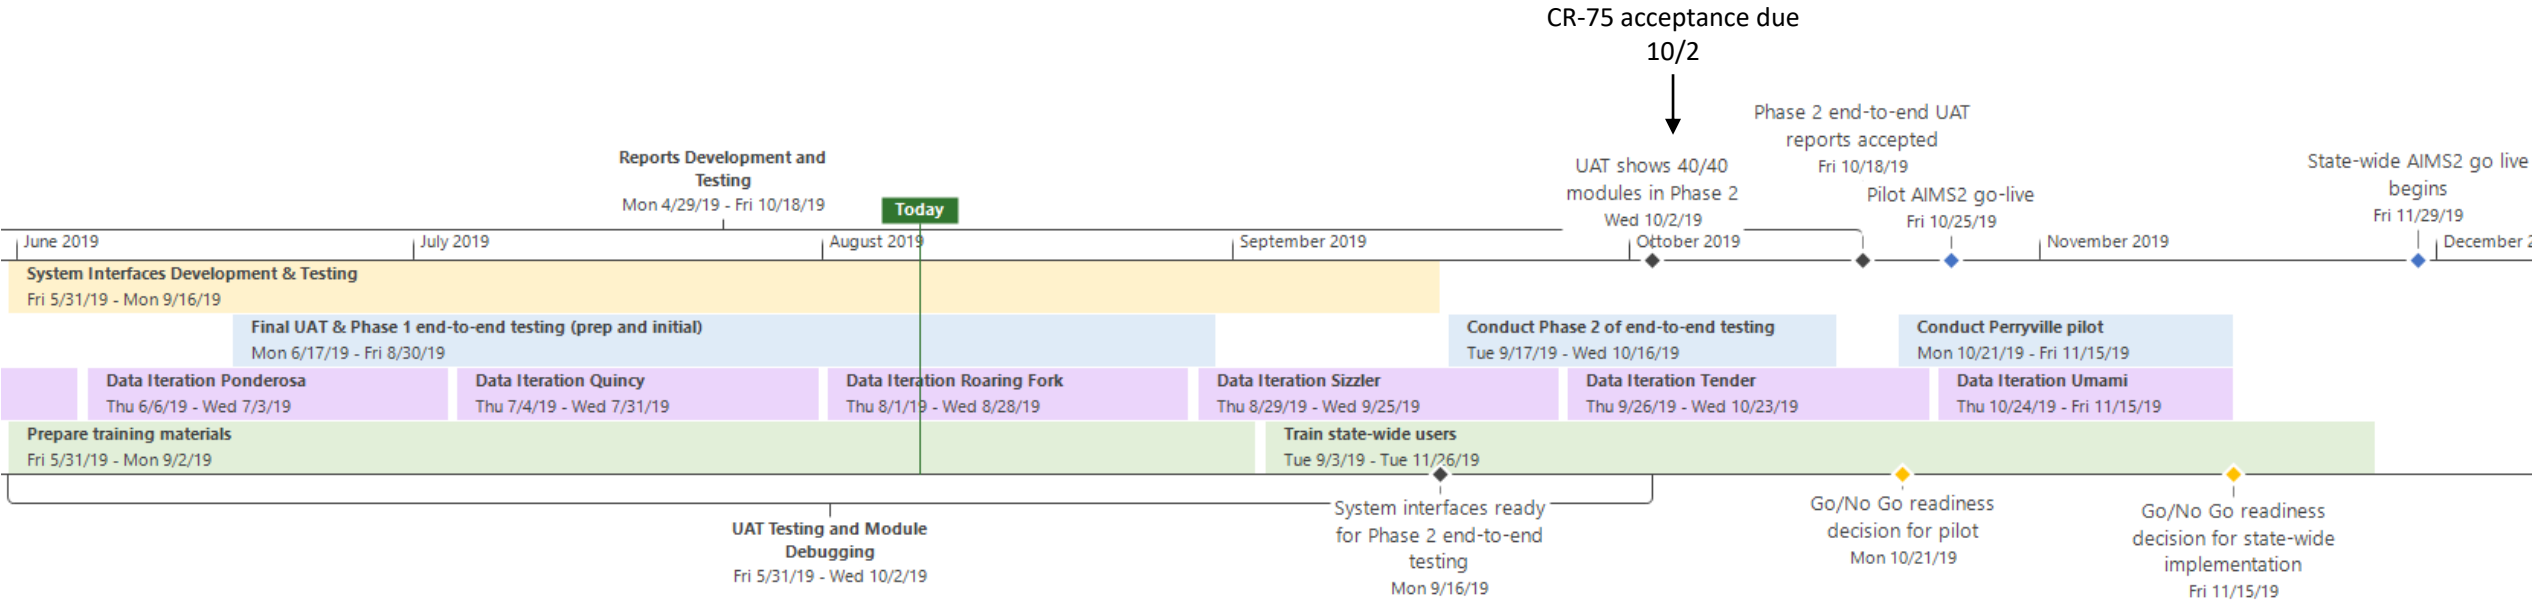 CR-75 acceptance due
10/2
Phase 2 end-to-end UAT
reports accepted
Fri 10/18/19
Reports Development and
Testing
Mon 4/29/19 - Fri 10/18/19
UAT shows 40/40
modules in Phase 2
Wed 10/2/19
State-wide AIMS2 go live
begins
Fri 11/29/19
Pilot AIMS2 go-live
Fri 10/25/19
Today
June 2019
July 2019
August 2019
September 2019
October 2019
November 2019
December 2
System Interfaces Development & Testing
Fri 5/31/19 - Mon 9/16/19
Final UAT & Phase 1 end-to-end testing (prep and initial)
Mon 6/17/19 - Fri 8/30/19
Conduct Phase 2 of end-to-end testing
Tue 9/17/19 - Wed 10/16/19
Conduct Perryville pilot
Mon 10/21/19 - Fri 11/15/19
Data Iteration Ponderosa
Thu 6/6/19 - Wed 7/3/19
Data Iteration Quincy
Thu 7/4/19 - Wed 7/31/19
Data Iteration Roaring Fork
Thu 8/1/19 - Wed 8/28/19
Data Iteration Sizzler
Thu 8/29/19 - Wed 9/25/19
Data Iteration Tender
Thu 9/26/19 - Wed 10/23/19
Data Iteration Umami
Thu 10/24/19 - Fri 11/15/19
Prepare training materials
Fri 5/31/19 - Mon 9/2/19
Train state-wide users
Tue 9/3/19 - Tue 11/26/19
UAT Testing and Module
Debugging
Fri 5/31/19 - Wed 10/2/19
System interfaces ready
for Phase 2 end-to-end
testing
Mon 9/16/19
Go/No Go readiness
decision for pilot
Mon 10/21/19
Go/No Go readiness
decision for state-wide
implementation
Fri 11/15/19